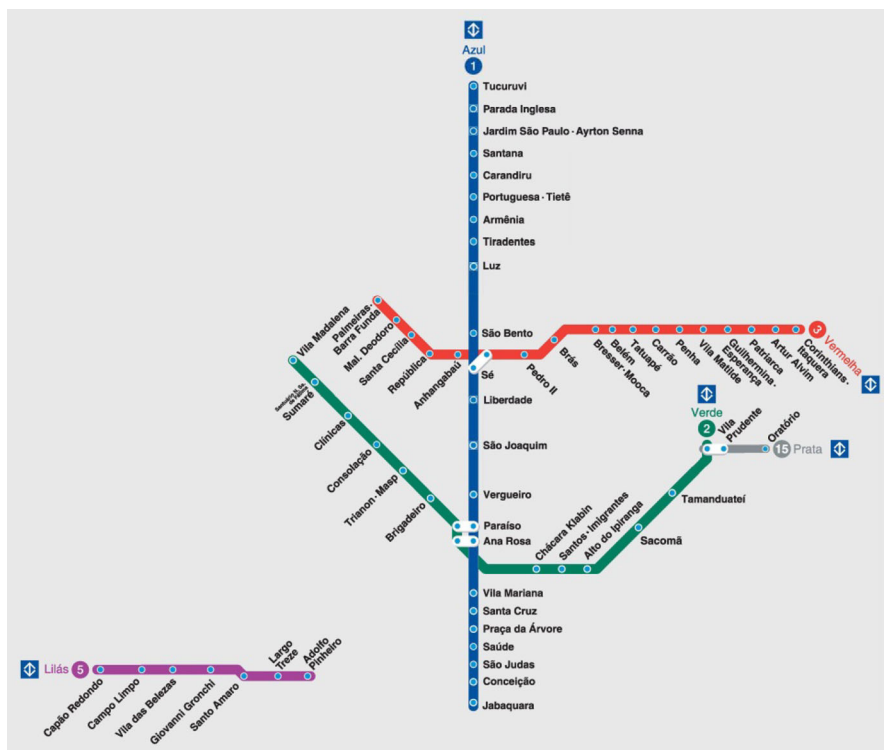 Azul
1
Tucuruvi
Parada Inglesa
Jardim São Paulo · Ayrton Senna
Santana
Carandiru
Portuguesa · Tietê
Armênia
Tiradentes
Luz
São Bento
Sé
Liberdade
São Joaquim
Vergueiro
Paraíso
Ana Rosa
Vila Mariana
Santa Cruz
Praça da Árvore
Saúde
São Judas
Conceição
Jabaquara
Palmeiras·
Barra Funda
Mal. Deodoro
Santa Cecília
República
Anhangabaú
Pedro II
Brás
Bresser · Mooca
Belém
Tatuapé
Carrão
Penha
Vila Matilde
Guilhermina·
Esperança
Patriarca
Artur Alvim
Corinthians·
Itaquera
3
Vermelha
Vila Madalena
Santuário N. Sa.
de Fátima
Sumaré
Clínicas
Consolação
Trianon · Masp
Brigadeiro
Chácara Klabin
Santos · Imigrantes
Alto do Ipiranga
Sacomã
Tamanduateí
Verde
2
Vila
Prudente
Oratório
15 Prata
Lilás 5
Capão Redondo
Campo Limpo
Vila das Belezas
Giovanni Gronchi
Santo Amaro
Largo
Treze
Adolfo
Pinheiro